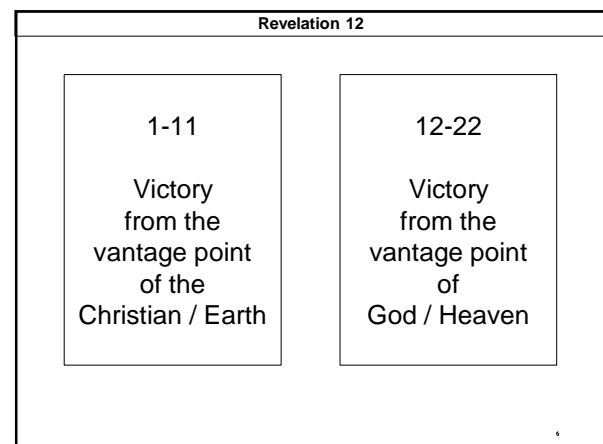 Revelation 12
1-11
Victory
from the
vantage point
of the
Christian / Earth
12-22
Victory
from the
vantage point
of
God / Heaven